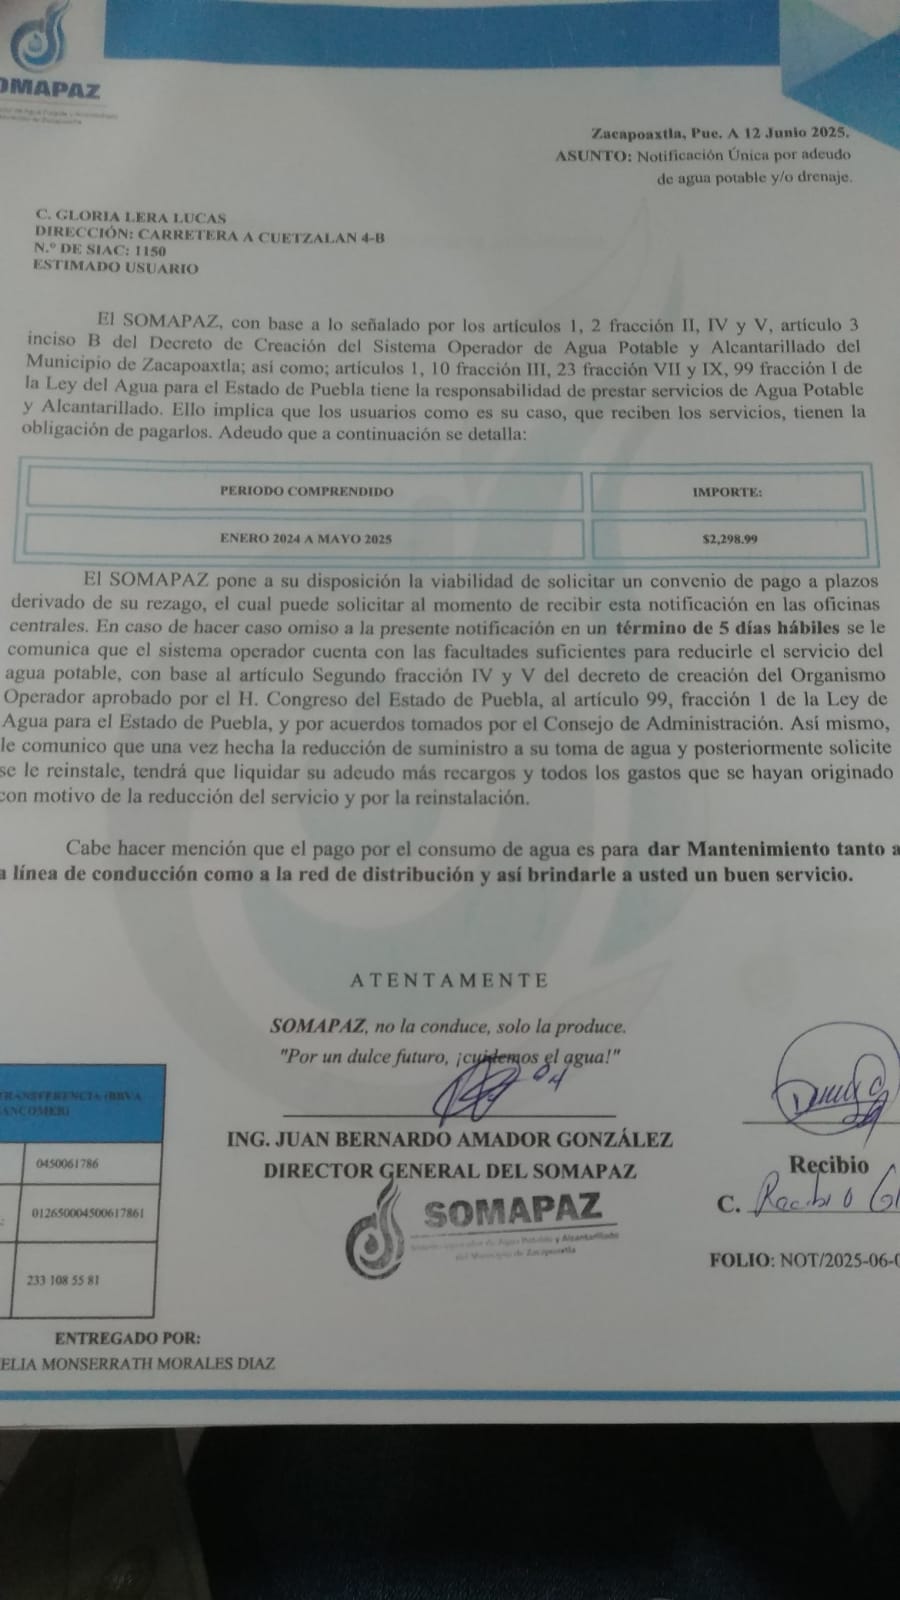 OMAPAZ
Zacapoaxtla, Pue. A 12 Junio 2025.
ASUNTO: Notificación Única por adeudo
de agua potable y/o drenaje.
C. GLORIA LERA LUCAS
DIRECCIÓN: CARRETERA A CUETZALAN 4-B
N.º DE SIAC: 1150
ESTIMADO USUARIO
El SOMAPAZ, con base a lo señalado por los artículos 1, 2 fracción II, IV y V, artículo 3
inciso B del Decreto de Creación del Sistema Operador de Agua Potable y Alcantarillado del
Municipio de Zacapoaxtla; así como; artículos 1, 10 fracción III, 23 fracción VII y IX, 99 fracción I de
la Ley del Agua para el Estado de Puebla tiene la responsabilidad de prestar servicios de Agua Potable
y Alcantarillado. Ello implica que los usuarios como es su caso, que reciben los servicios, tienen la
obligación de pagarlos. Adeudo que a continuación se detalla:
PERIODO COMPRENDIDO IMPORTE:
ENERO 2024 A MAYO 2025 $2,298.99
El SOMAPAZ pone a su disposición la viabilidad de solicitar un convenio de pago a plazos
derivado de su rezago, el cual puede solicitar al momento de recibir esta notificación en las oficinas
centrales. En caso de hacer caso omiso a la presente notificación en un término de 5 días hábiles se le
comunica que el sistema operador cuenta con las facultades suficientes para reducirle el servicio del
agua potable, con base al artículo Segundo fracción IV y V del decreto de creación del Organismo
Operador aprobado por el H. Congreso del Estado de Puebla, al artículo 99, fracción 1 de la Ley de
Agua para el Estado de Puebla, y por acuerdos tomados por el Consejo de Administración. Así mismo,
le comunico que una vez hecha la reducción de suministro a su toma de agua y posteriormente solicite
se le reinstale, tendrá que liquidar su adeudo más recargos y todos los gastos que se hayan originado
con motivo de la reducción del servicio y por la reinstalación.
Cabe hacer mención que el pago por el consumo de agua es para dar Mantenimiento tanto a
a línea de conducción como a la red de distribución y así brindarle a usted un buen servicio.
ATENTAMENTE
SOMAPAZ, no la conduce, solo la produce.
"Por un dulce futuro, ¡cuidemos el agua!"
ING. JUAN BERNARDO AMADOR GONZÁLEZ
DIRECTOR GENERAL DEL SOMAPAZ
SOMAPAZ
Sistema Operador de Agua Potable y Alcantarillado
del Municipio de Zacapoaxtla
TRANSFERENCIA (BBVA
BANCOMER)
0450061786
012650004500617861
233 108 55 81
Recibio
C. Recibio
FOLIO: NOT/2025-06-0
ENTREGADO POR:
ELIA MONSERRATH MORALES DIAZ